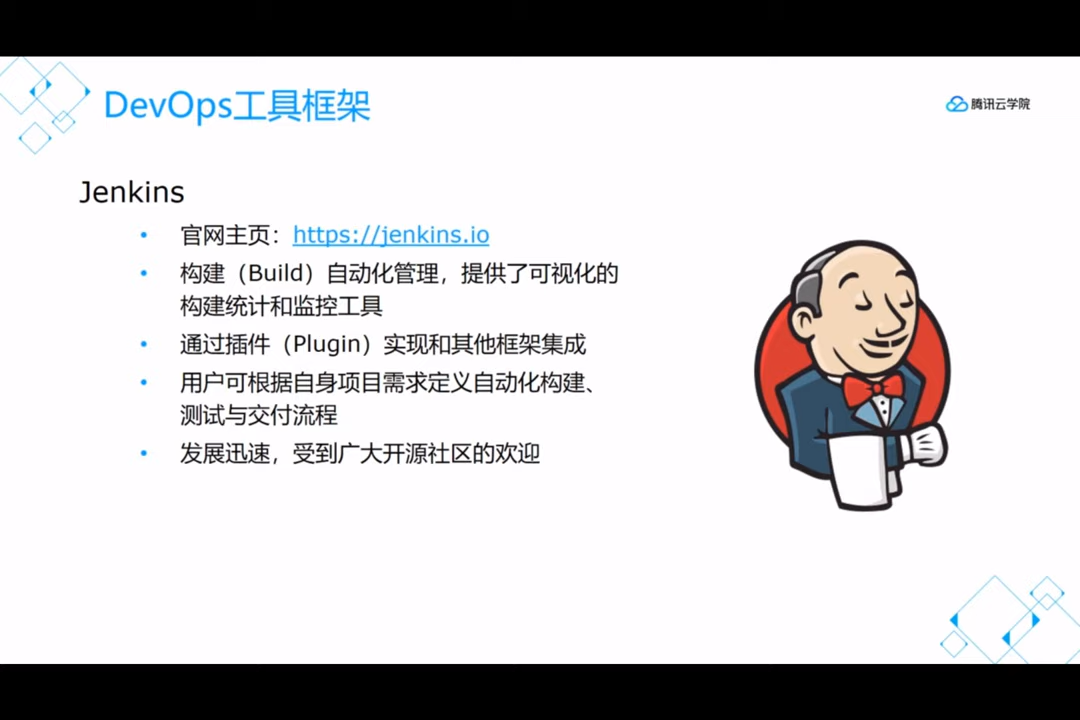 DevOps工具框架
腾讯云学院
Jenkins
• 官网主页：https://jenkins.io
• 构建（Build）自动化管理，提供了可视化的
构建统计和监控工具
• 通过插件（Plugin）实现和其他框架集成
• 用户可根据自身项目需求定义自动化构建、
测试与交付流程
• 发展迅速，受到广大开源社区的欢迎